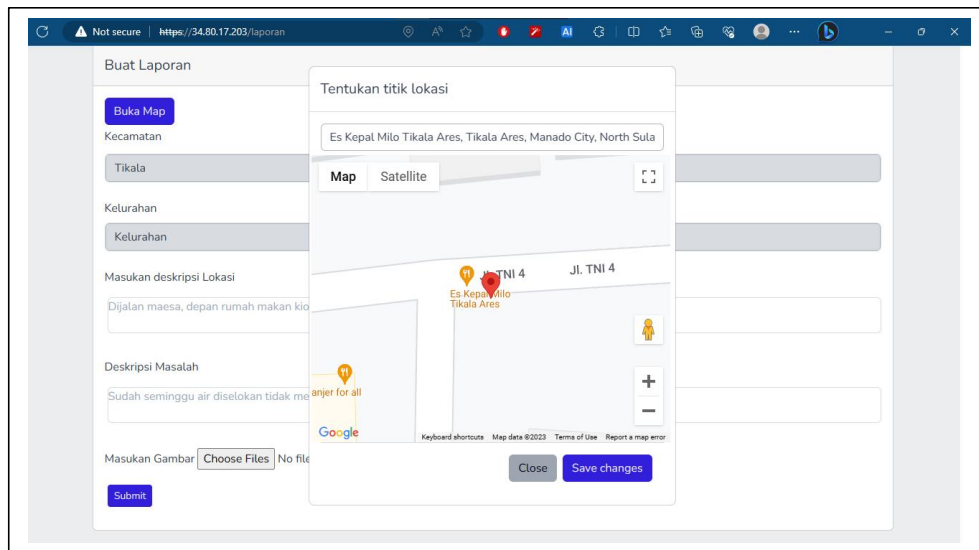 Not secure | https://34.80.17.203/laporan
Buat Laporan
Tentukan titik lokasi
Buka Map
Es Kepal Milo Tikala Ares, Tikala Ares, Manado City, North Sula
Kecamatan
Tikala
Map Satellite
Kelurahan
Kelurahan
Jl. TNI 4
TNI 4
Es Kepal Milo
Tikala Ares
Masukan deskripsi Lokasi
Dijalan maesa, depan rumah makan kio
Deskripsi Masalah
anjer for all
Sudah seminggu air diselokan tidak me
Google
Keyboard shortcuts Map data ©2023 Terms of Use Report a map error
Masukan Gambar Choose Files No file
Close Save changes
Submit